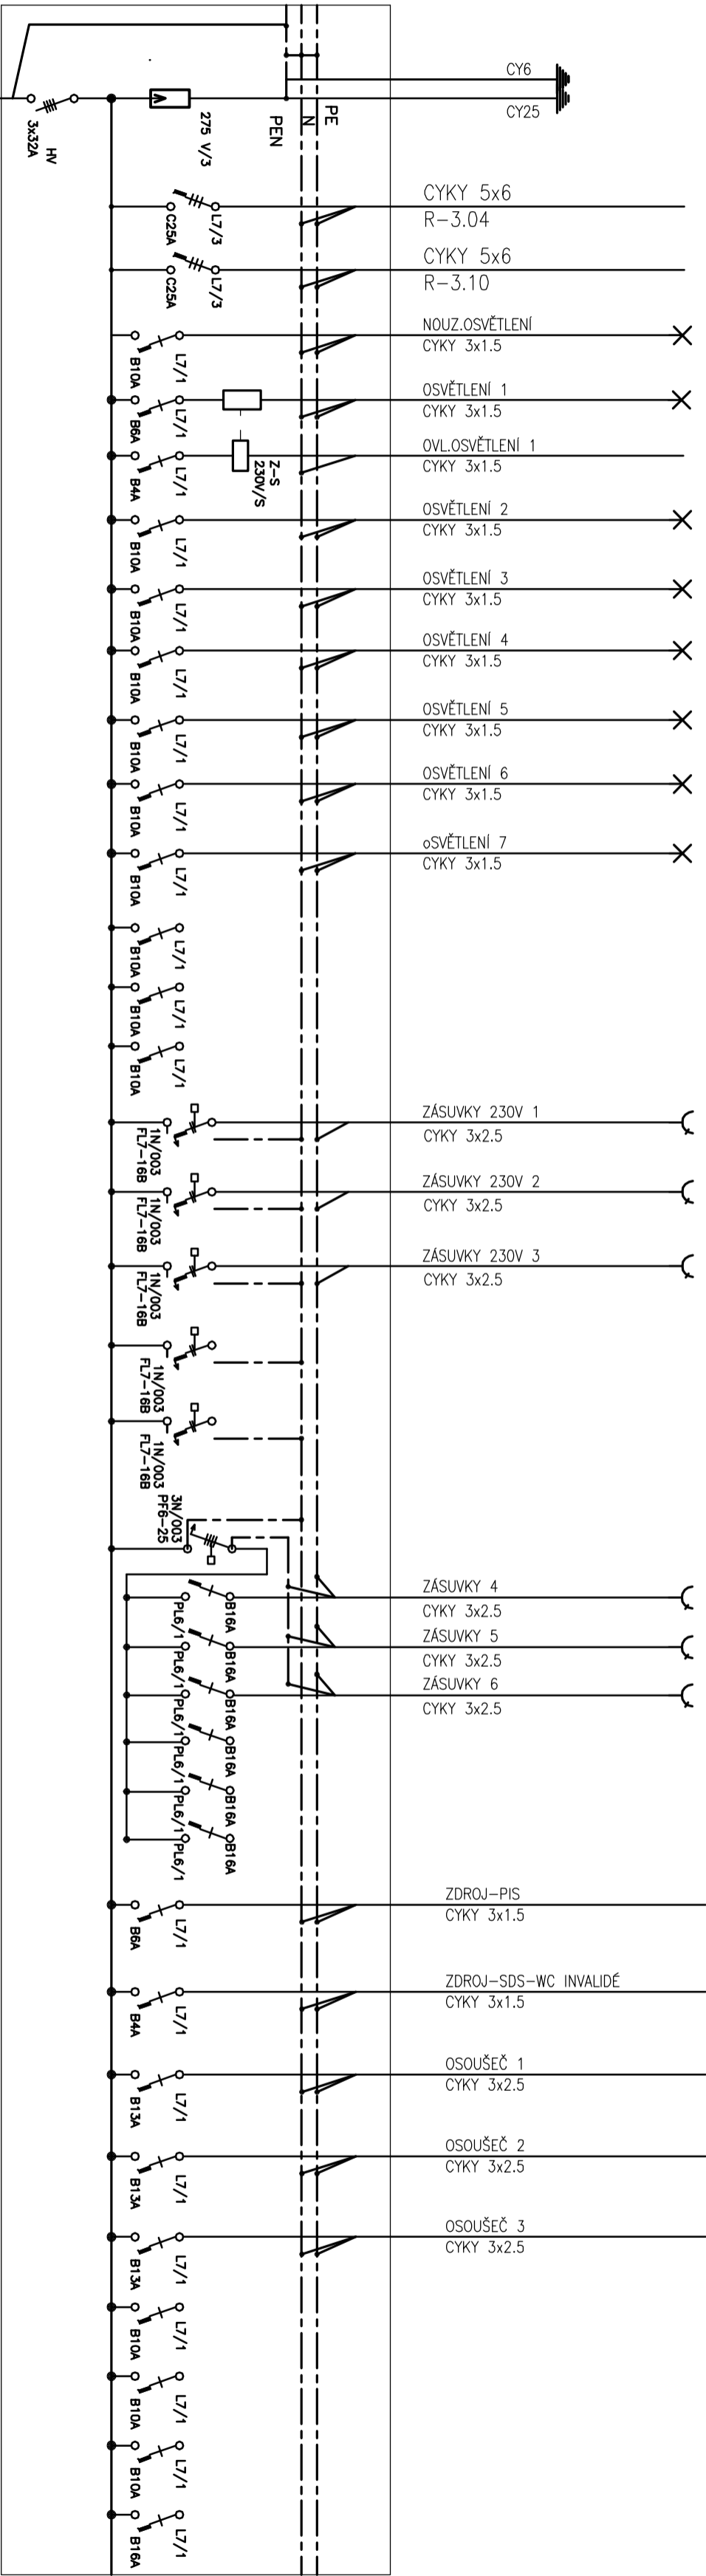 CY6
CY25
PE
N
PEN
275 V/3
HV
3x32A
CYKY 5x6
R-3.04
L7/3
C25A
CYKY 5x6
R-3.10
L7/3
C25A
NOUZ.OSVĚTLENÍ
CYKY 3x1.5
L7/1
B10A
OSVĚTLENÍ 1
CYKY 3x1.5
L7/1
B6A
OVL.OSVĚTLENÍ 1
CYKY 3x1.5
Z-S
230V/S
L7/1
B4A
OSVĚTLENÍ 2
CYKY 3x1.5
L7/1
B10A
OSVĚTLENÍ 3
CYKY 3x1.5
L7/1
B10A
OSVĚTLENÍ 4
CYKY 3x1.5
L7/1
B10A
OSVĚTLENÍ 5
CYKY 3x1.5
L7/1
B10A
OSVĚTLENÍ 6
CYKY 3x1.5
L7/1
B10A
oSVĚTLENÍ 7
CYKY 3x1.5
L7/1
B10A
L7/1
B10A
L7/1
B10A
L7/1
B10A
ZÁSUVKY 230V 1
CYKY 3x2.5
1N/003
FL7-16B
ZÁSUVKY 230V 2
CYKY 3x2.5
1N/003
FL7-16B
ZÁSUVKY 230V 3
CYKY 3x2.5
1N/003
FL7-16B
1N/003
FL7-16B
1N/003
FL7-16B
3N/003
PF6-25
ZÁSUVKY 4
CYKY 3x2.5
B16A
PL6/1
ZÁSUVKY 5
CYKY 3x2.5
B16A
PL6/1
ZÁSUVKY 6
CYKY 3x2.5
B16A
PL6/1
B16A
PL6/1
B16A
PL6/1
B16A
PL6/1
ZDROJ-PIS
CYKY 3x1.5
L7/1
B6A
ZDROJ-SDS-WC INVALIDÉ
CYKY 3x1.5
L7/1
B4A
OSOUŠEČ 1
CYKY 3x2.5
L7/1
B13A
OSOUŠEČ 2
CYKY 3x2.5
L7/1
B13A
OSOUŠEČ 3
CYKY 3x2.5
L7/1
B13A
L7/1
B10A
L7/1
B10A
L7/1
B10A
L7/1
B16A